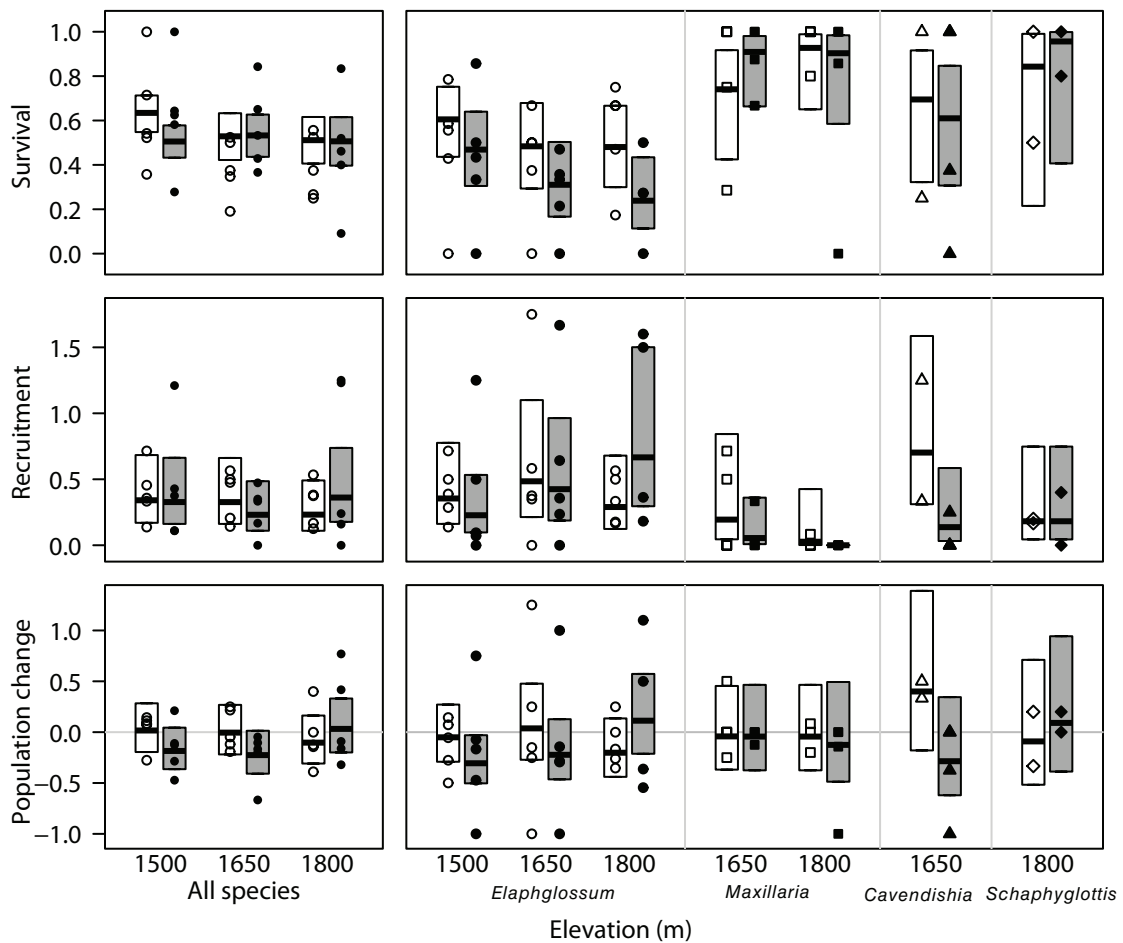 Survival
1.0
0.8
0.6
0.4
0.2
0.0
Recruitment
1.5
1.0
0.5
0.0
Population change
1.0
0.5
0.0
−0.5
−1.0
1500 1650 1800 1500 1650 1800 1650 1800 1650 1800
All species Elaphglossum Maxillaria Cavendishia Schaphyglottis
Elevation (m)